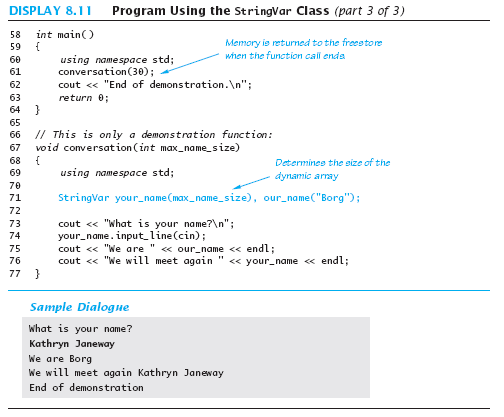 DISPLAY 8.11 Program Using the StringVar Class (part 3 of 3)
58 int main()
59 {
Memory is returned to the freestore
when the function call ends.
60 using namespace std;
61 conversation(30);
62 cout << "End of demonstration.\n";
63 return 0;
64 }
65
66 // This is only a demonstration function:
67 void conversation(int max_name_size)
68 {
Determines the size of the
dynamic array
69 using namespace std;
70
71 StringVar your_name(max_name_size), our_name("Borg");
72
73 cout << "What is your name?\n";
74 your_name.input_line(cin);
75 cout << "We are " << our_name << endl;
76 cout << "We will meet again " << your_name << endl;
77 }
Sample Dialogue
What is your name?
Kathryn Janeway
We are Borg
We will meet again Kathryn Janeway
End of demonstration